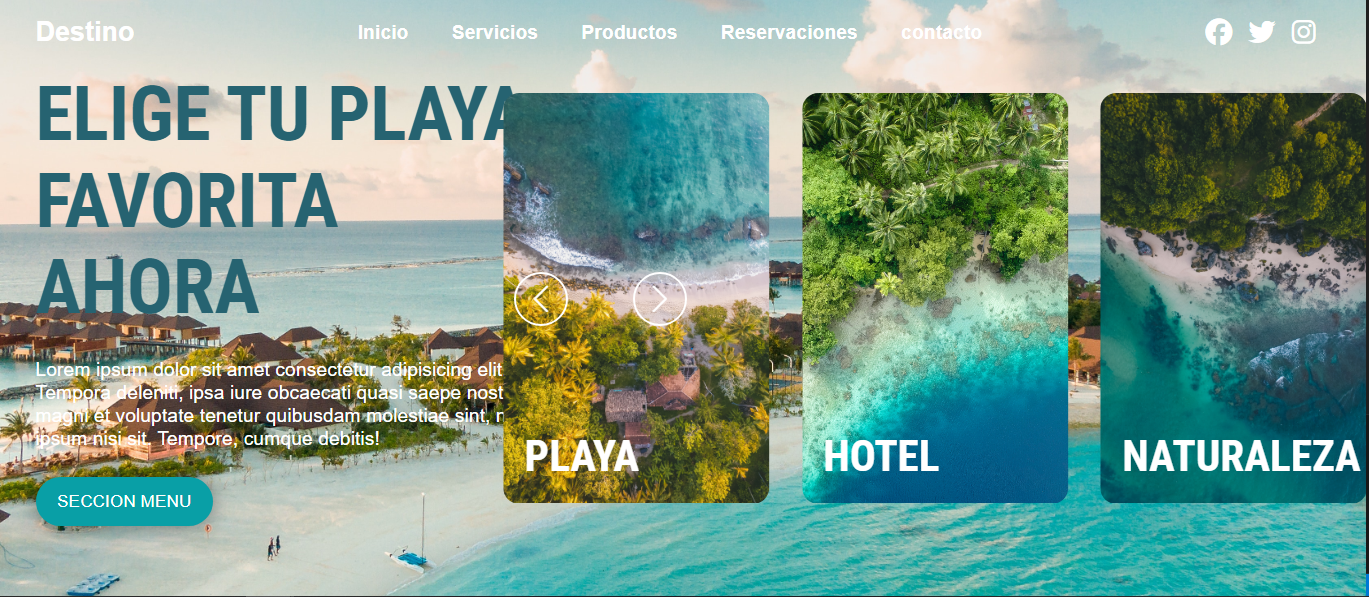 Destino
Inicio Servicios Productos Reservaciones contacto
ELIGE TU PLAYA
FAVORITA
AHORA
Lorem ipsum dolor sit amet consectetur adipisicing elit
Tempora deleniti, ipsa iure obcaecati quasi saepe nost
magni et voluptate tenetur quibusdam molestiae sint, r
ipsum nisi sit. Tempore, cumque debitis!
SECCION MENU
PLAYA
HOTEL
NATURALEZA